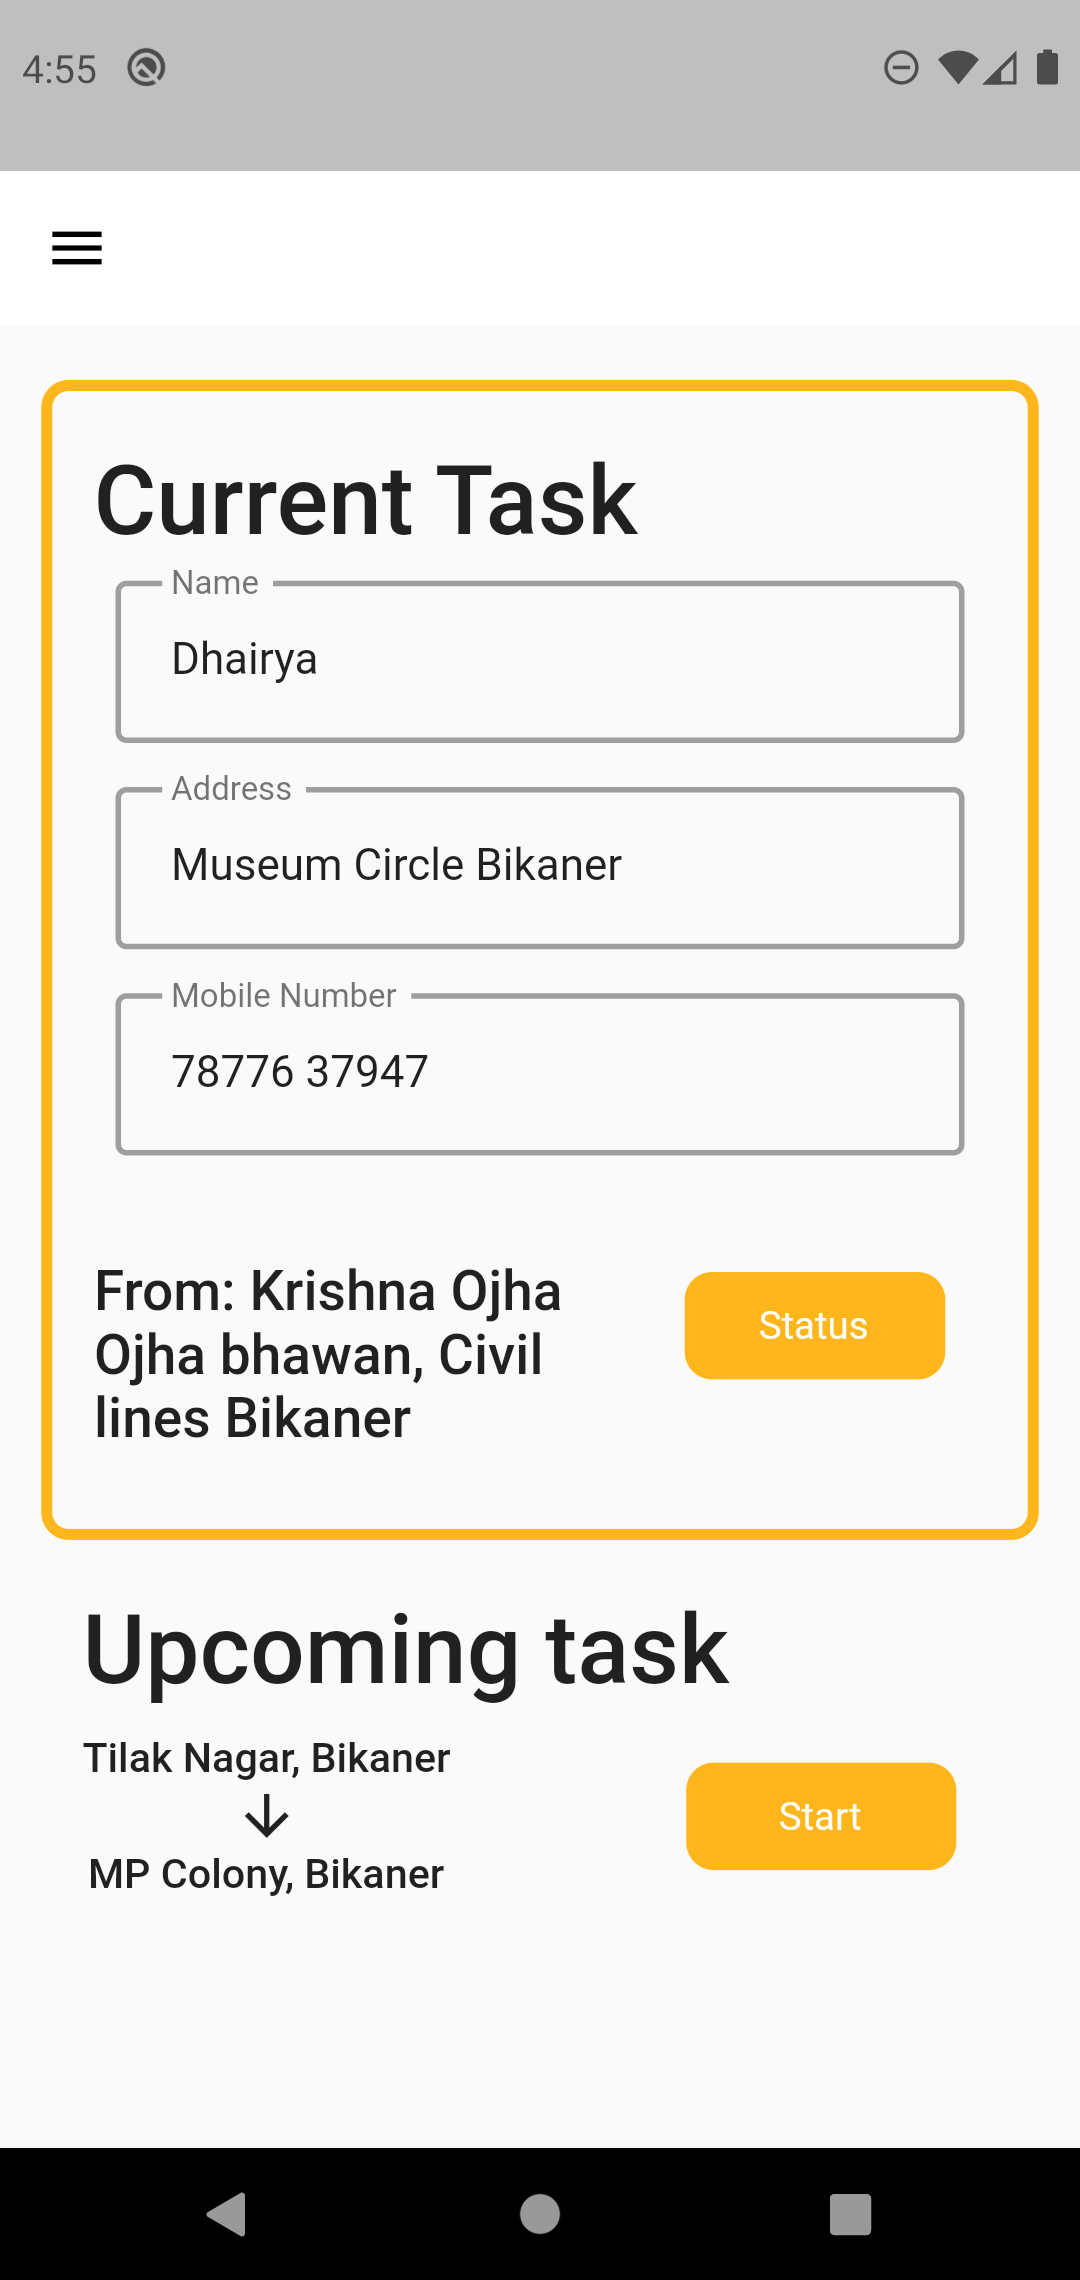 4:55
Current Task
Name
Dhairya
Address
Museum Circle Bikaner
Mobile Number
78776 37947
From: Krishna Ojha
Ojha bhawan, Civil
lines Bikaner
Status
Upcoming task
Tilak Nagar, Bikaner
MP Colony, Bikaner
Start